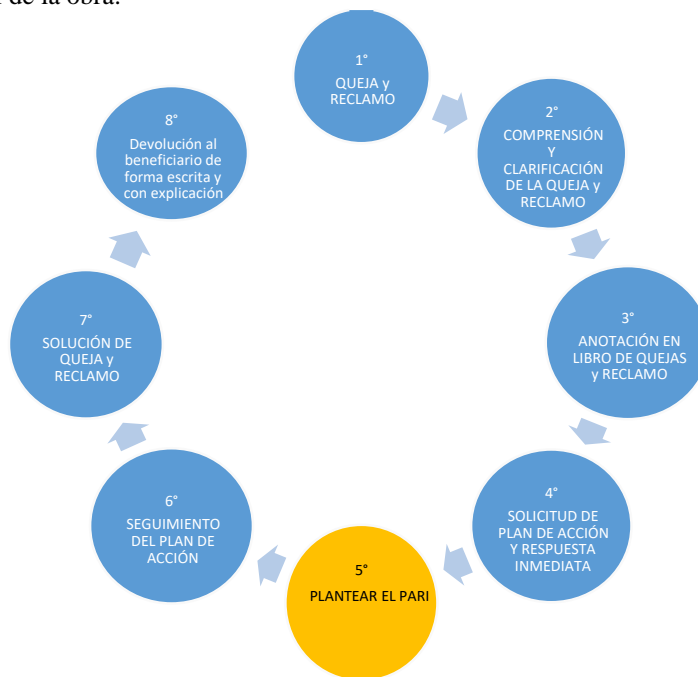 de la obra.
1°
QUEJA y
RECLAMO
2°
COMPRENSIÓN
Y
CLARIFICACIÓN
DE LA QUEJA y
RECLAMO
3°
ANOTACIÓN EN
LIBRO DE QUEJAS
y RECLAMO
4°
SOLICITUD DE
PLAN DE ACCIÓN
Y RESPUESTA
INMEDIATA
5°
PLANTEAR EL PARI
6°
SEGUIMIENTO
DEL PLAN DE
ACCIÓN
7°
SOLUCIÓN DE
QUEJA y
RECLAMO
8°
Devolución al
beneficiario de
forma escrita y
con explicación